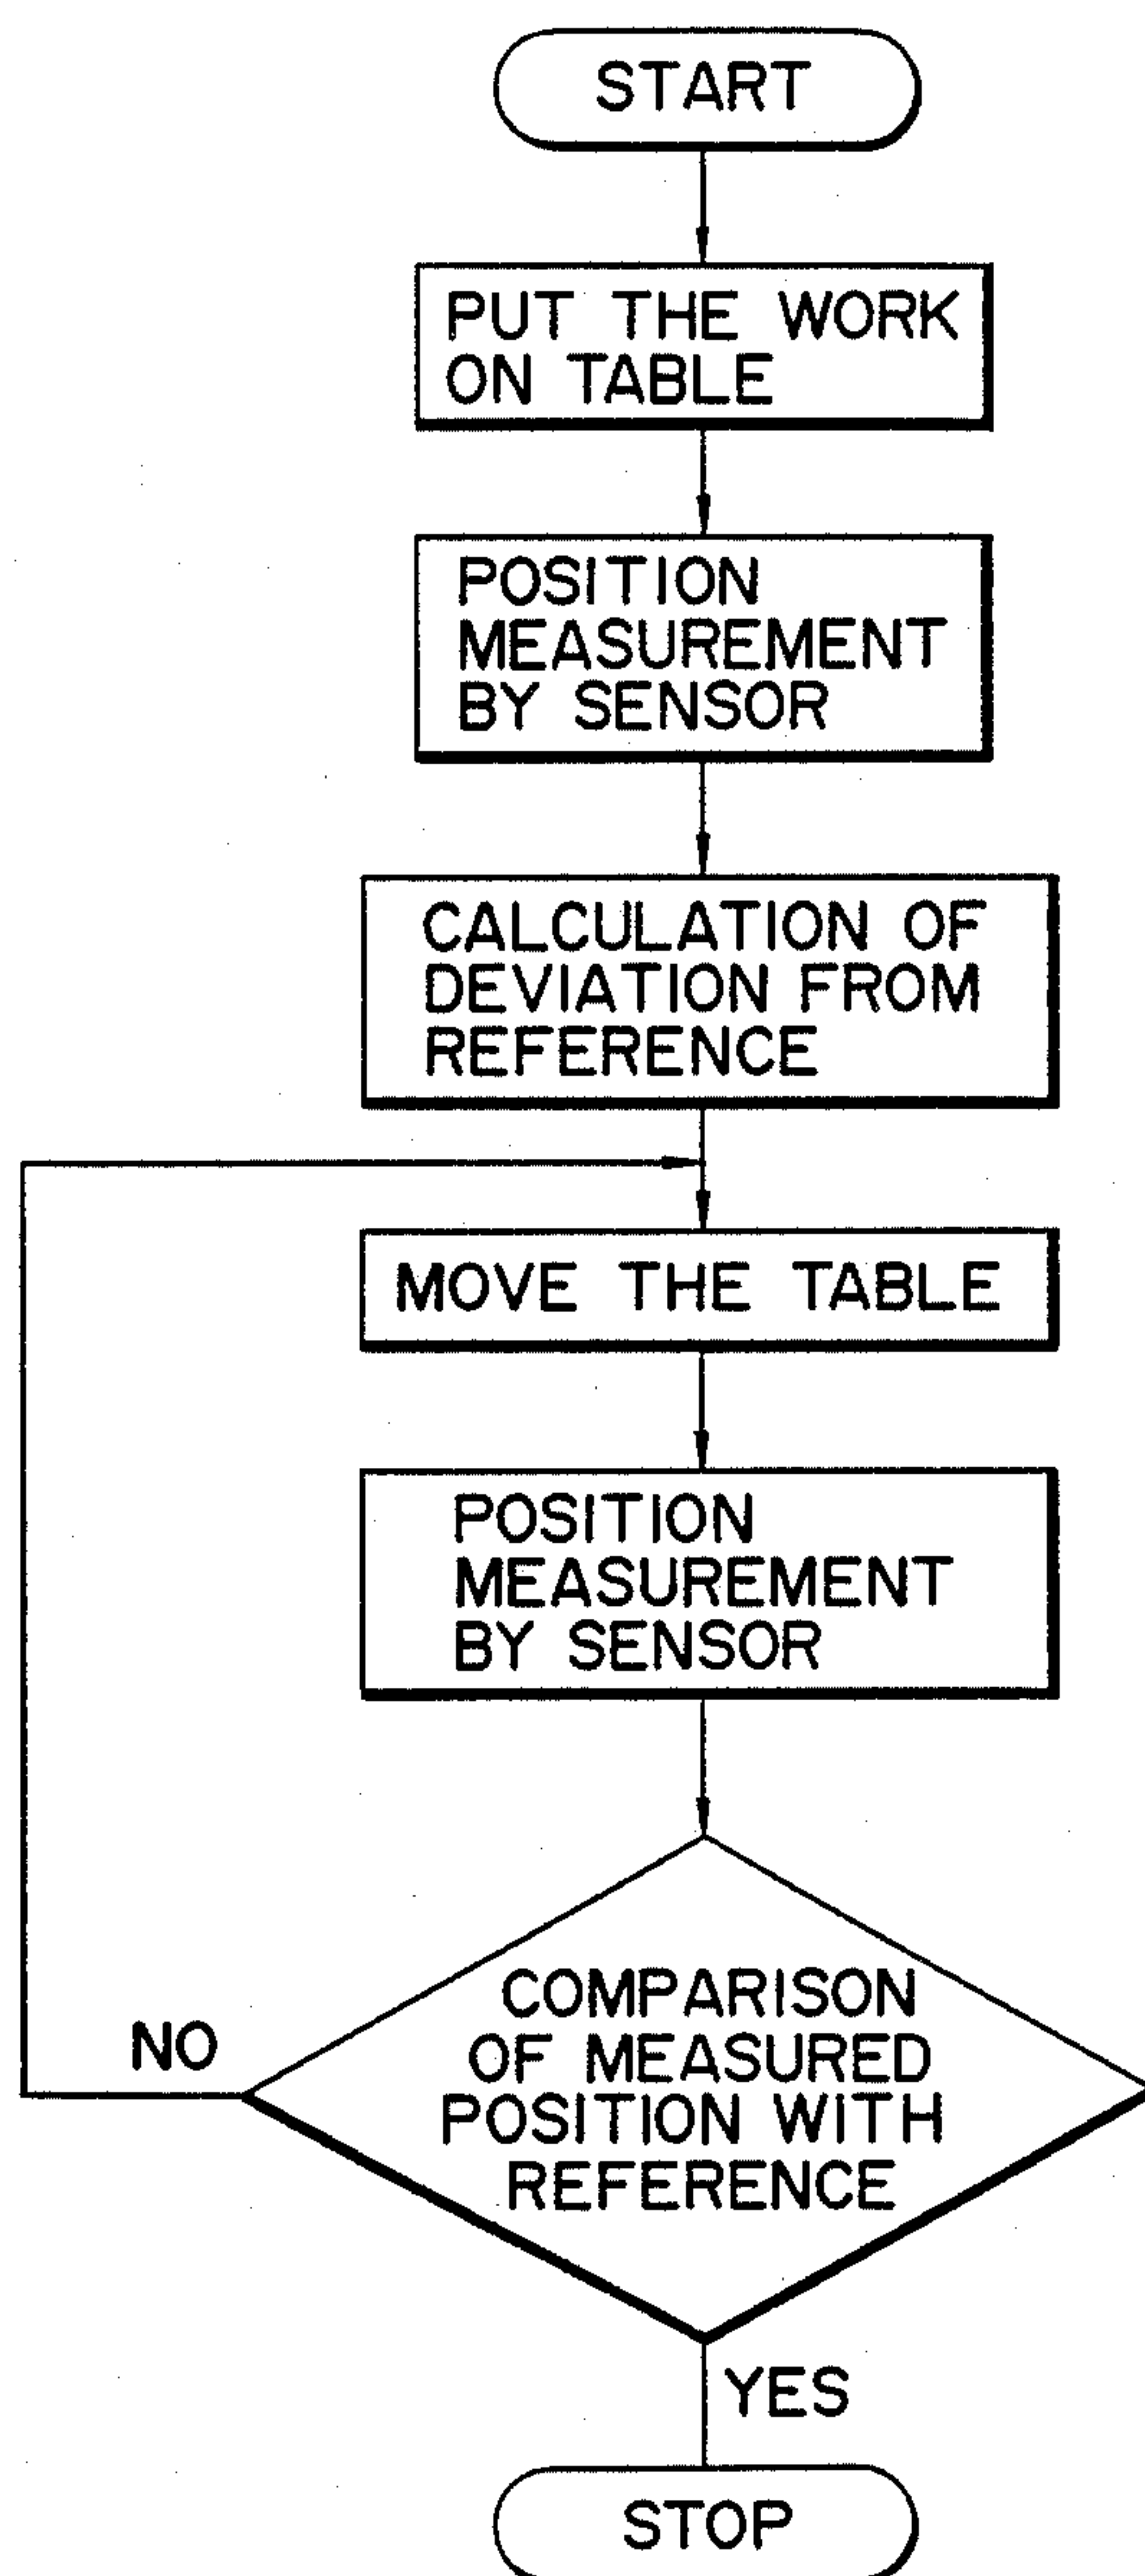 START
PUT THE WORK
ON TABLE
POSITION
MEASUREMENT
BY SENSOR
CALCULATION OF
DEVIATION FROM
REFERENCE
MOVE THE TABLE
POSITION
MEASUREMENT
BY SENSOR
COMPARISON
OF MEASURED
POSITION WITH
REFERENCE
NO
YES
STOP